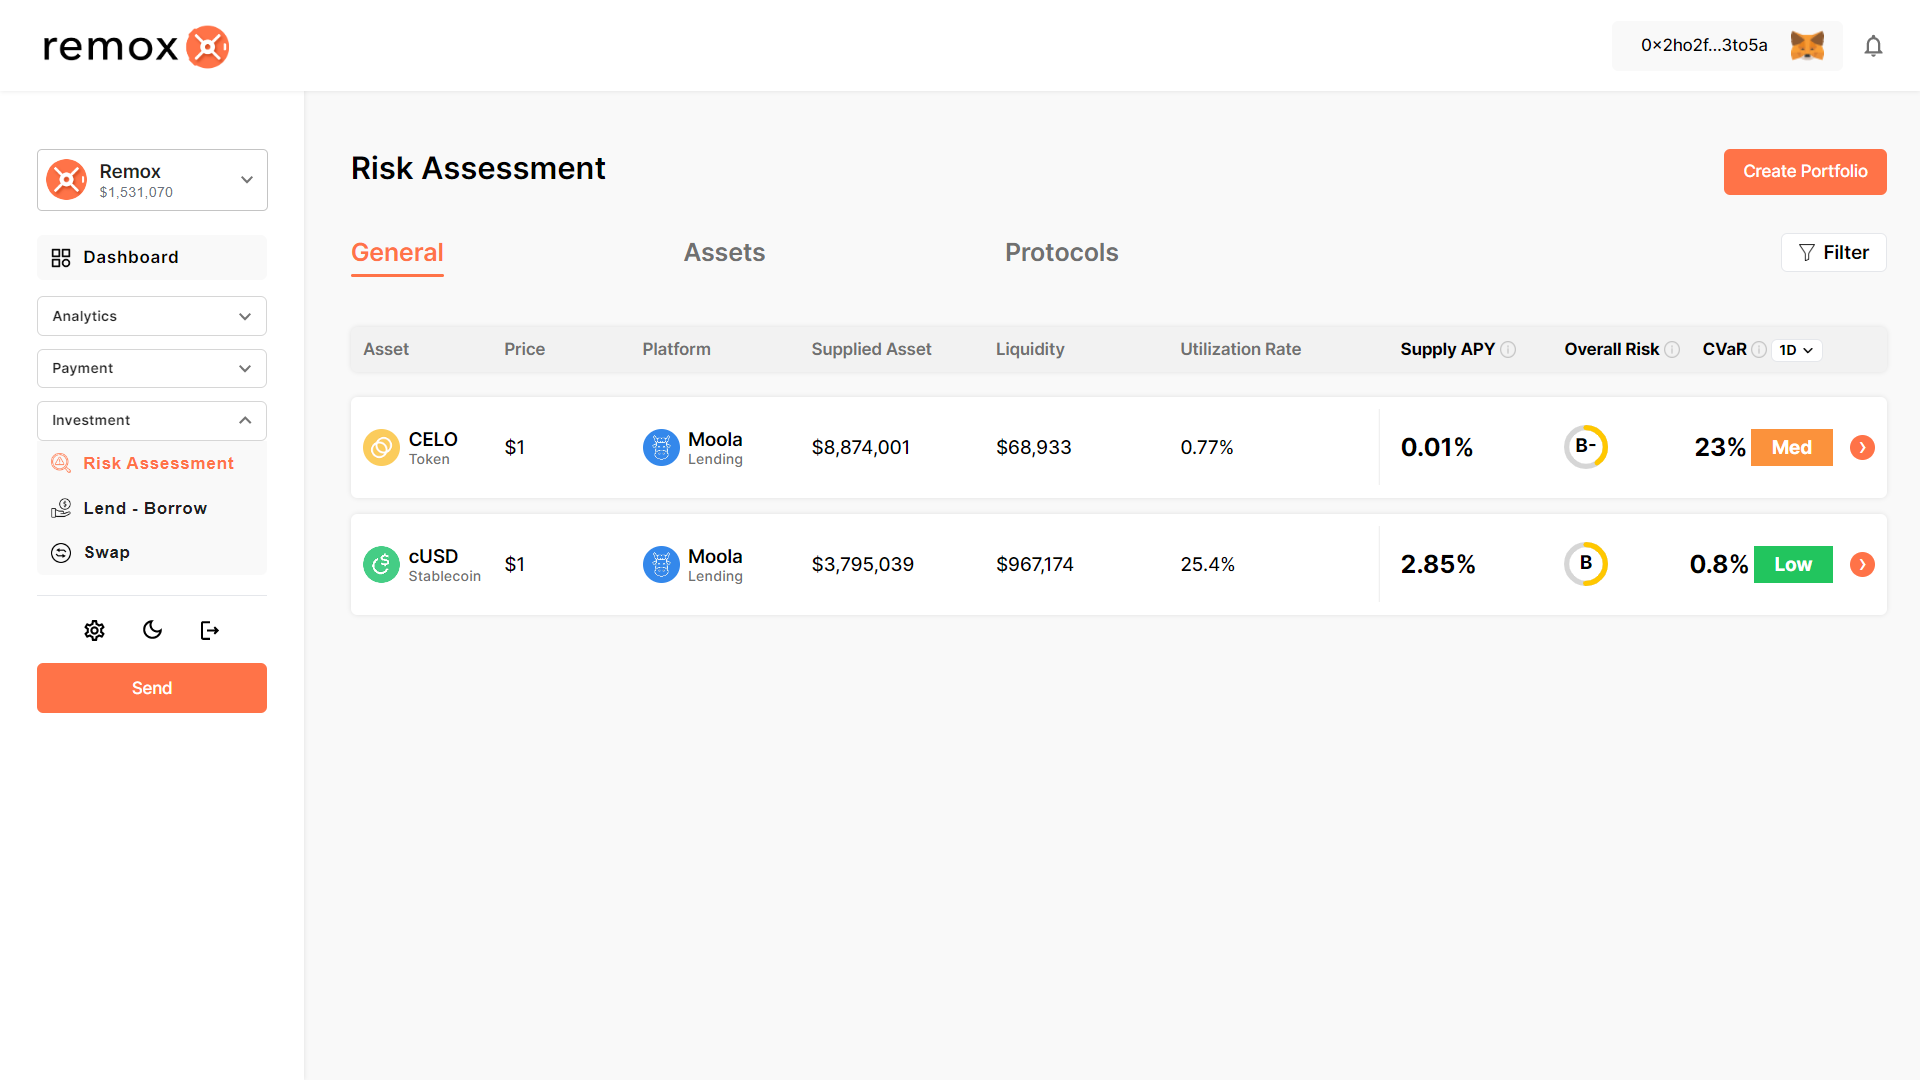 remox
0×2ho2f...3to5a
Remox
$1,531,070
Dashboard
Analytics
Payment
Investment
Risk Assessment
Lend - Borrow
Swap
Send
Risk Assessment
Create Portfolio
General Assets Protocols
Filter
Asset Price Platform Supplied Asset Liquidity Utilization Rate Supply APY Overall Risk CVaR 1D
CELO
Token
$1
Moola
Lending
$8,874,001
$68,933
0.77%
0.01%
B-
23% Med
cUSD
Stablecoin
$1
Moola
Lending
$3,795,039
$967,174
25.4%
2.85%
B
0.8% Low